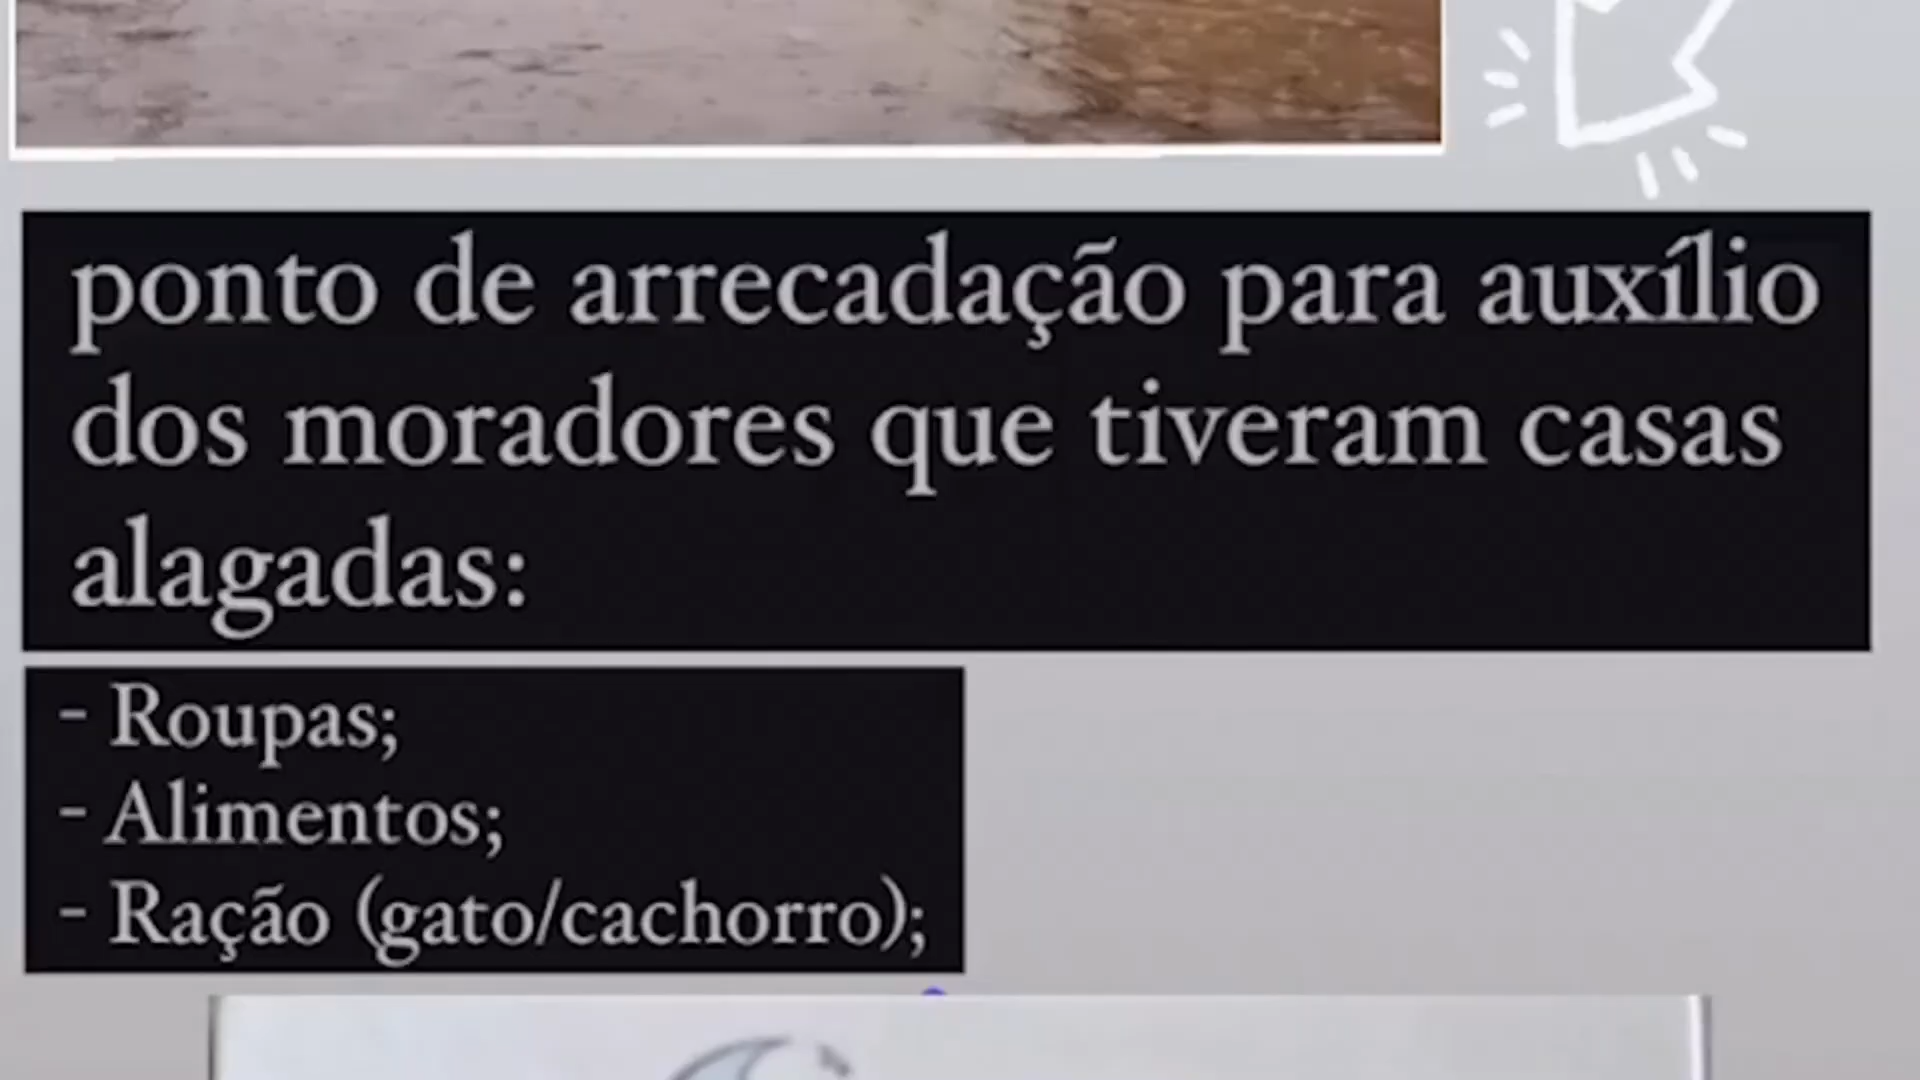 ponto de arrecadação para auxílio
dos moradores que tiveram casas
alagadas:
- Roupas;
- Alimentos;
- Ração (gato/cachorro);